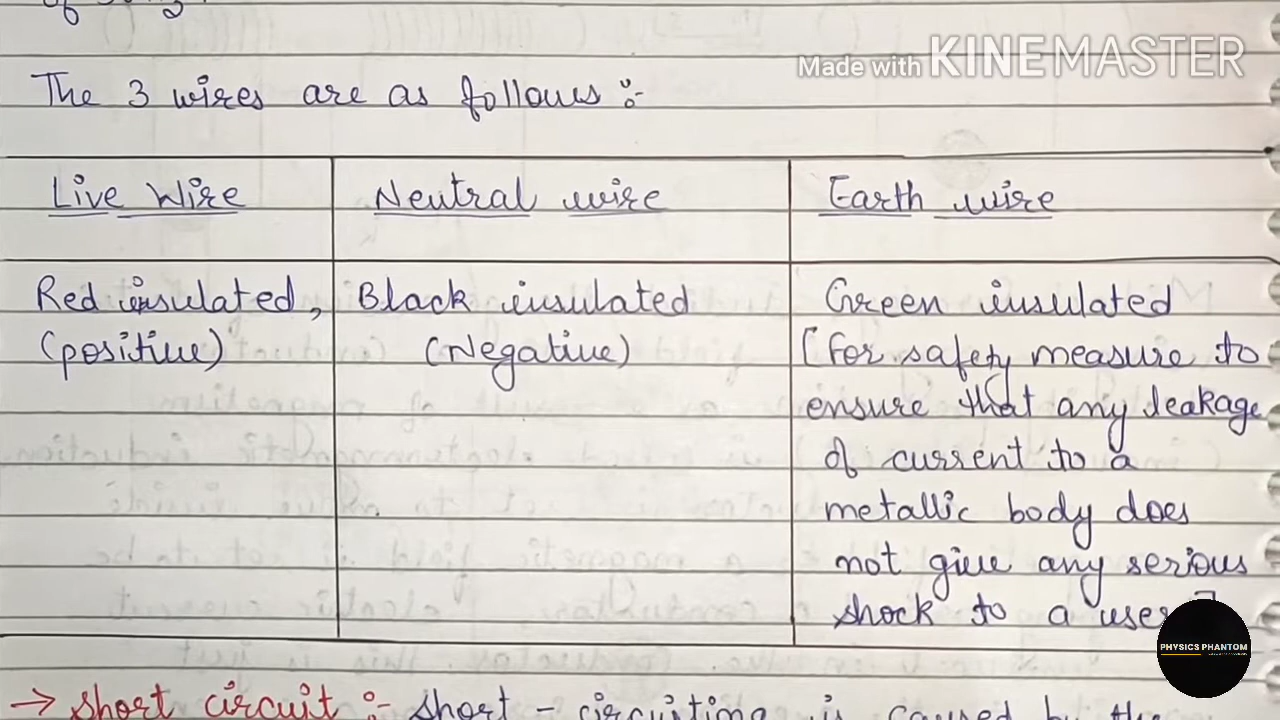 of
Made with KINEMASTER
The 3 wires are as follows :-
Live Wire
Neutral wire
Earth wire
Red insulated,
(positive)
Black insulated
(Negative)
Green insulated
[for safety measure to
ensure that any leakage
of current to a
metallic body does
not give any serious
shock to a user]
PHYSICS PHANTOM
→ Short circuit :- Short - circuiting is caused by the